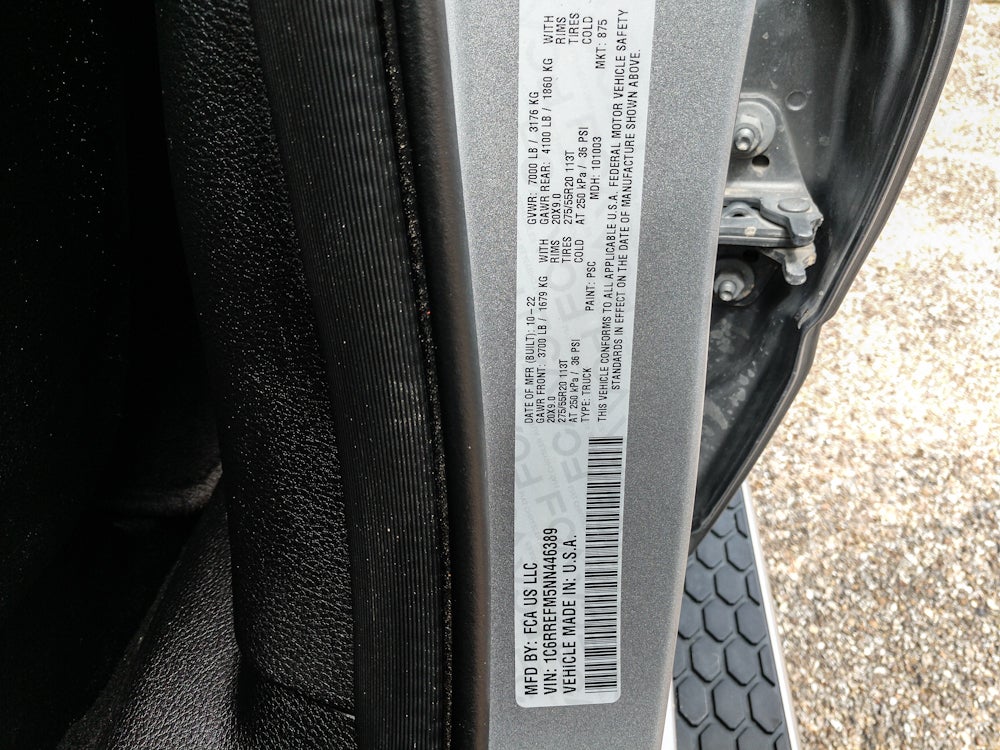 MFD BY: FCA US LLC
VIN: 1C6RREFM5NN446389
VEHICLE MADE IN: U.S.A.
DATE OF MFR (BUILT): 10-22
GAWR FRONT: 3700 LB / 1679 KG WITH
20X9.0 RIMS
275/55R20 113T TIRES
AT 250 kPa / 36 PSI COLD
TYPE: TRUCK PAINT: PSC
GVWR: 7000 LB / 3176 KG
GAWR REAR: 4100 LB / 1860 KG WITH
20X9.0 RIMS
275/55R20 113T TIRES
AT 250 kPa / 36 PSI COLD
MDH: 101003 MKT: 875
THIS VEHICLE CONFORMS TO ALL APPLICABLE U.S.A. FEDERAL MOTOR VEHICLE SAFETY
STANDARDS IN EFFECT ON THE DATE OF MANUFACTURE SHOWN ABOVE.